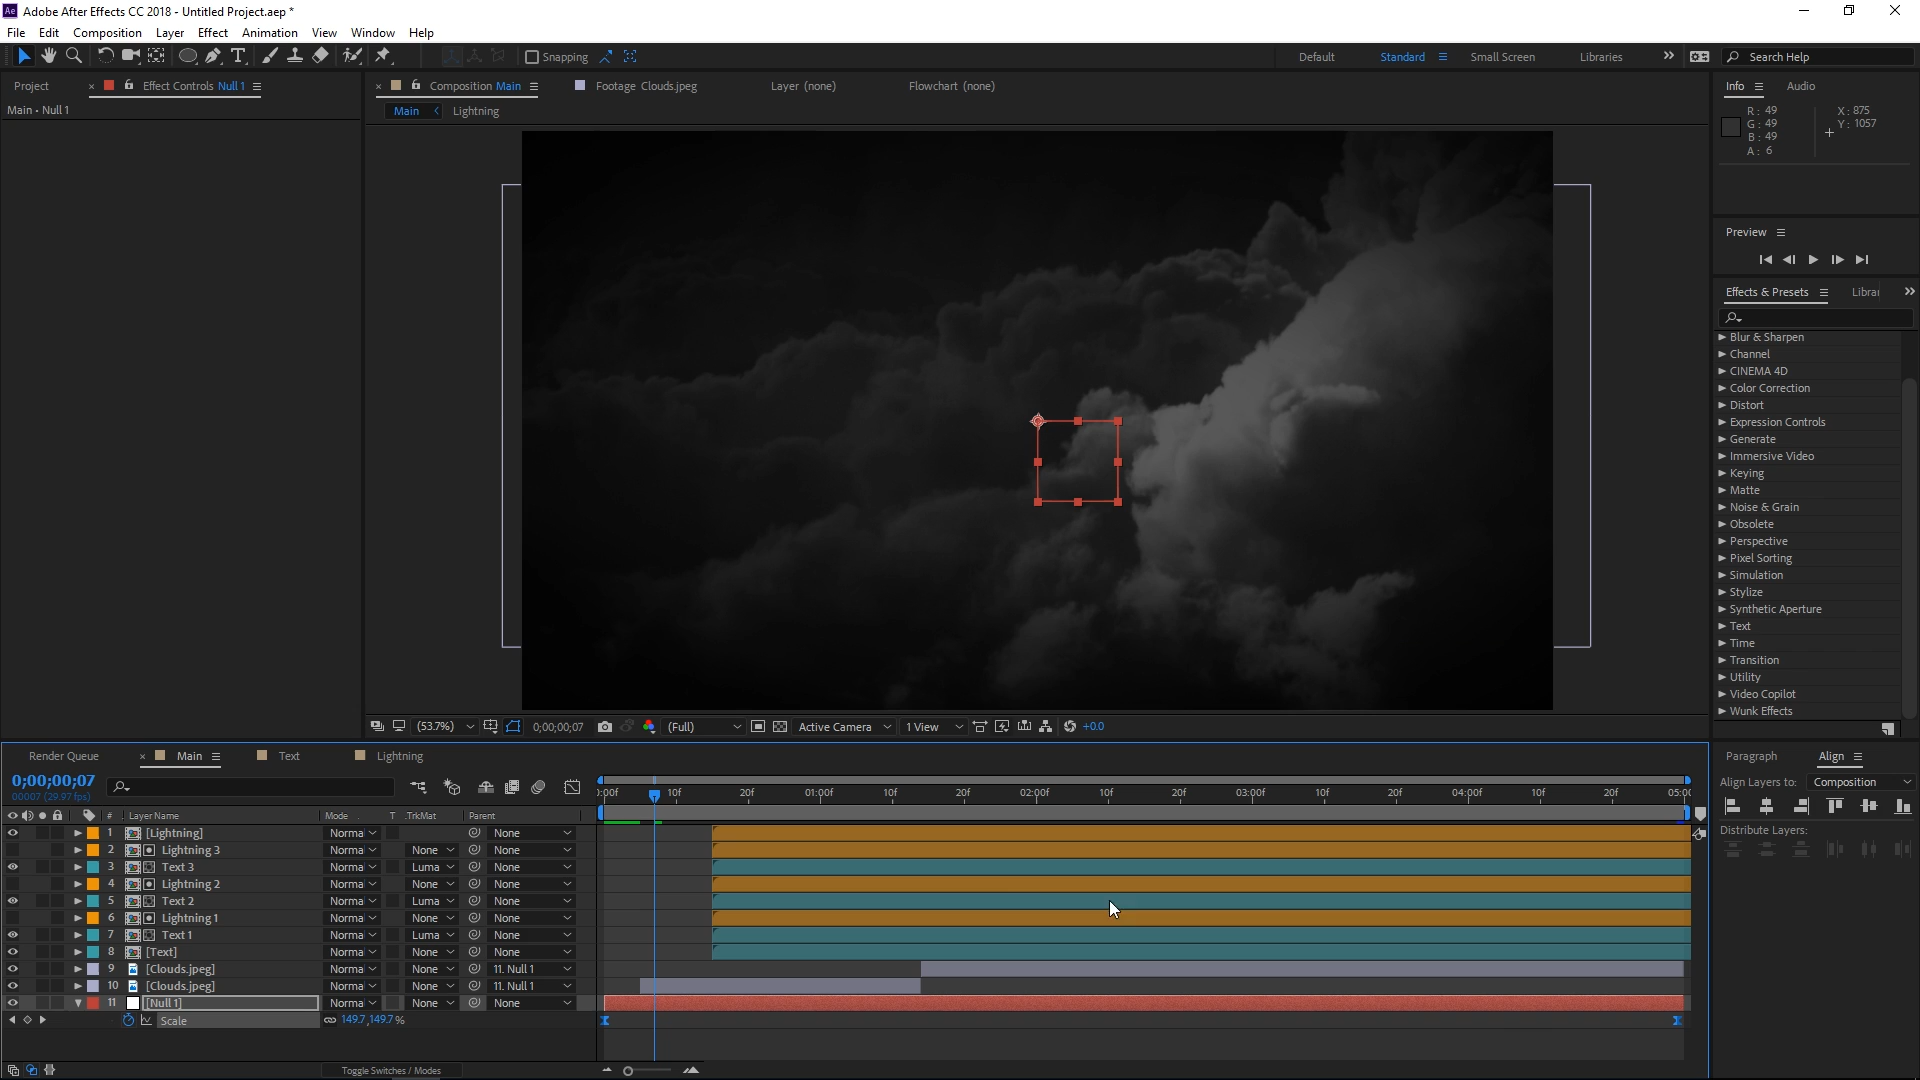 Adobe After Effects CC 2018 - Untitled Project.aep *
File Edit Composition Layer Effect Animation View Window Help
Snapping Default Standard Small Screen Libraries Search Help
Project Effect Controls Null 1 Composition Main Footage Clouds.jpeg Layer (none) Flowchart (none) Info Audio
Main • Null 1
Main Lightning
R: 49 X: 875
G: 49 Y: 1057
B: 49
A: 6
Preview
Effects & Presets Librar
Blur & Sharpen
Channel
CINEMA 4D
Color Correction
Distort
Expression Controls
Generate
Immersive Video
Keying
Matte
Noise & Grain
Obsolete
Perspective
Pixel Sorting
Simulation
Stylize
Synthetic Aperture
Text
Time
Transition
Utility
Video Copilot
Wunk Effects
(53.7%) 0;00;00;07 (Full) Active Camera 1 View +0.0
Render Queue Main Text Lightning Paragraph Align
0;00;00;07
00007 (29.97 fps)
Align Layers to: Composition
):00f 10f 20f 01:00f 10f 20f 02:00f 10f 20f 03:00f 10f 20f 04:00f 10f 20f 05:00
# Layer Name Mode T .TrkMat Parent
Distribute Layers:
1 [Lightning] Norma None
2 Lightning 3 Norma None None
3 Text 3 Norma Luma None
4 Lightning 2 Norma None None
5 Text 2 Norma Luma None
6 Lightning 1 Norma None None
7 Text 1 Norma Luma None
8 [Text] Norma None None
9 [Clouds.jpeg] Norma None 11. Null 1
10 [Clouds.jpeg] Norma None 11. Null 1
11 [Null 1] Norma None None
Scale 149.7,149.7 %
Toggle Switches / Modes